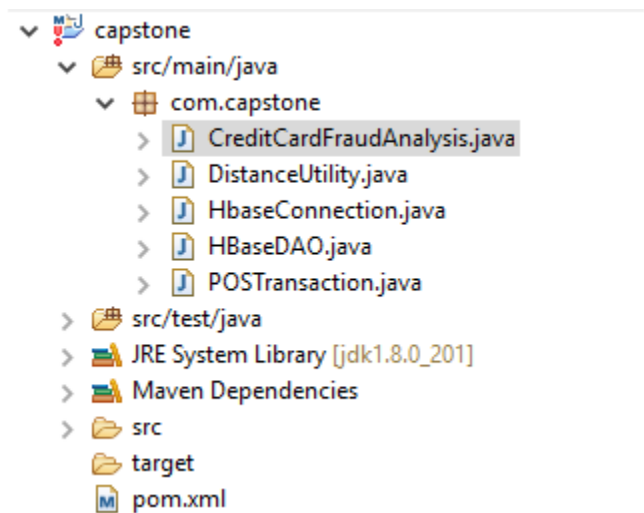 capstone
src/main/java
com.capstone
CreditCardFraudAnalysis.java
DistanceUtility.java
HbaseConnection.java
HBaseDAO.java
POSTransaction.java
src/test/java
JRE System Library [jdk1.8.0_201]
Maven Dependencies
src
target
pom.xml